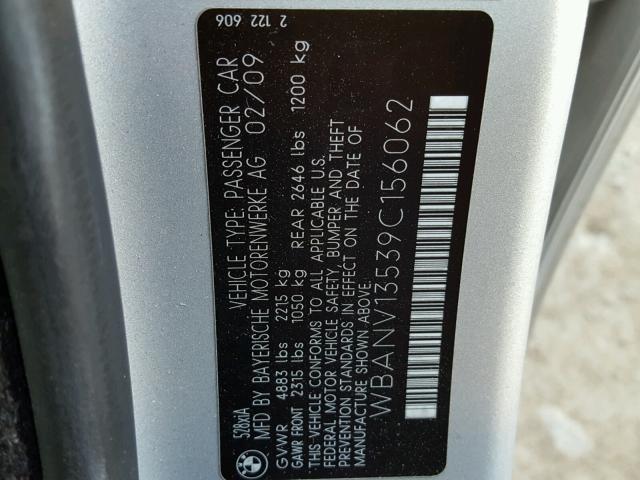 2 122 606
528xiA
VEHICLE TYPE: PASSENGER CAR
MFD BY BAYERISCHE MOTORENWERKE AG 02/09
GVWR 4883 lbs 2215 kg
GAWR FRONT 2315 lbs 1050 kg REAR 2646 lbs 1200 kg
THIS VEHICLE CONFORMS TO ALL APPLICABLE U.S.
FEDERAL MOTOR VEHICLE SAFETY, BUMPER AND THEFT
PREVENTION STANDARDS IN EFFECT ON THE DATE OF
MANUFACTURE SHOWN ABOVE.
WBANV13539C156062